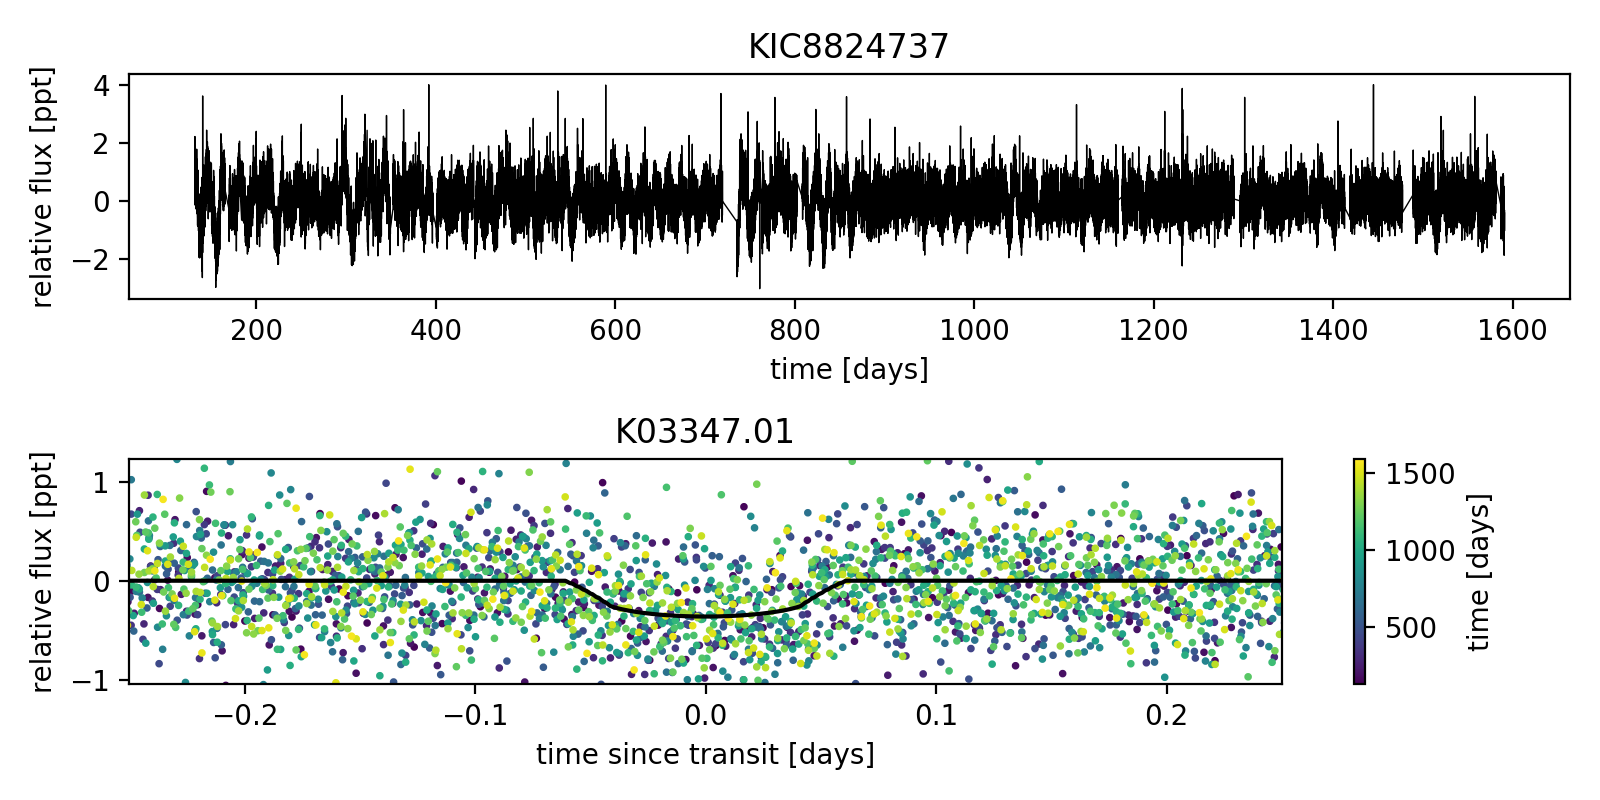 KIC8824737
relative flux [ppt]
4
2
0
−2
200 400 600 800 1000 1200 1400 1600
time [days]
K03347.01
relative flux [ppt]
1
0
−1
−0.2 −0.1 0.0 0.1 0.2
time since transit [days]
1500
1000
500
time [days]